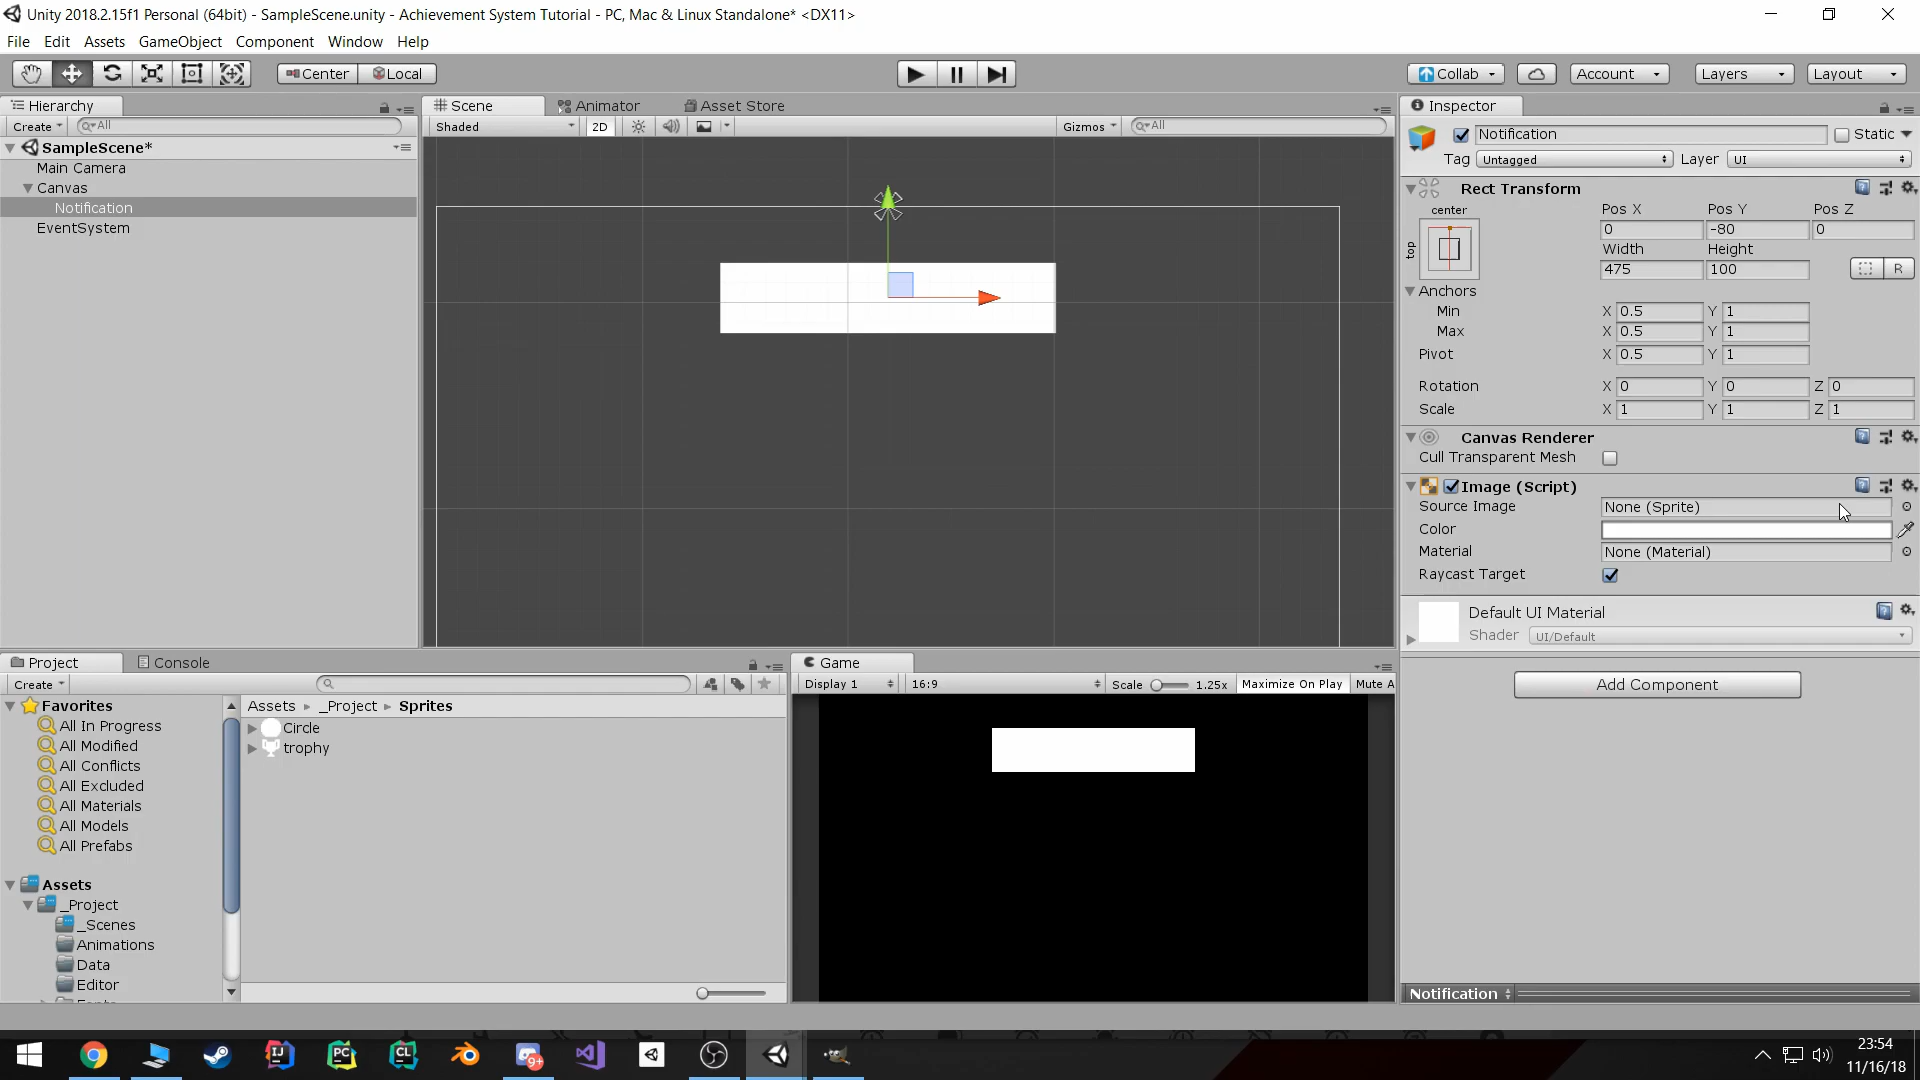 Unity 2018.2.15f1 Personal (64bit) - SampleScene.unity - Achievement System Tutorial - PC, Mac & Linux Standalone* <DX11>
File Edit Assets GameObject Component Window Help
Center Local Collab Account Layers Layout
Hierarchy
Create All
SampleScene*
Main Camera
Canvas
Notification
EventSystem
Scene Animator Asset Store
Shaded 2D Gizmos All
Inspector
Notification Static
Tag Untagged Layer UI
Rect Transform
center
top
Pos X Pos Y Pos Z
0 -80 0
Width Height
475 100 R
Anchors
Min X 0.5 Y 1
Max X 0.5 Y 1
Pivot X 0.5 Y 1
Rotation X 0 Y 0 Z 0
Scale X 1 Y 1 Z 1
Canvas Renderer
Cull Transparent Mesh
Image (Script)
Source Image None (Sprite)
Color
Material None (Material)
Raycast Target
Default UI Material
Shader UI/Default
Add Component
Notification
Project Console
Create
Favorites
All In Progress
All Modified
All Conflicts
All Excluded
All Materials
All Models
All Prefabs
Assets
_Project
_Scenes
Animations
Data
Editor
Assets _Project Sprites
Circle
trophy
Game
Display 1 16:9 Scale 1.25x Maximize On Play Mute A
IJ PC CL 9+
23:54
11/16/18